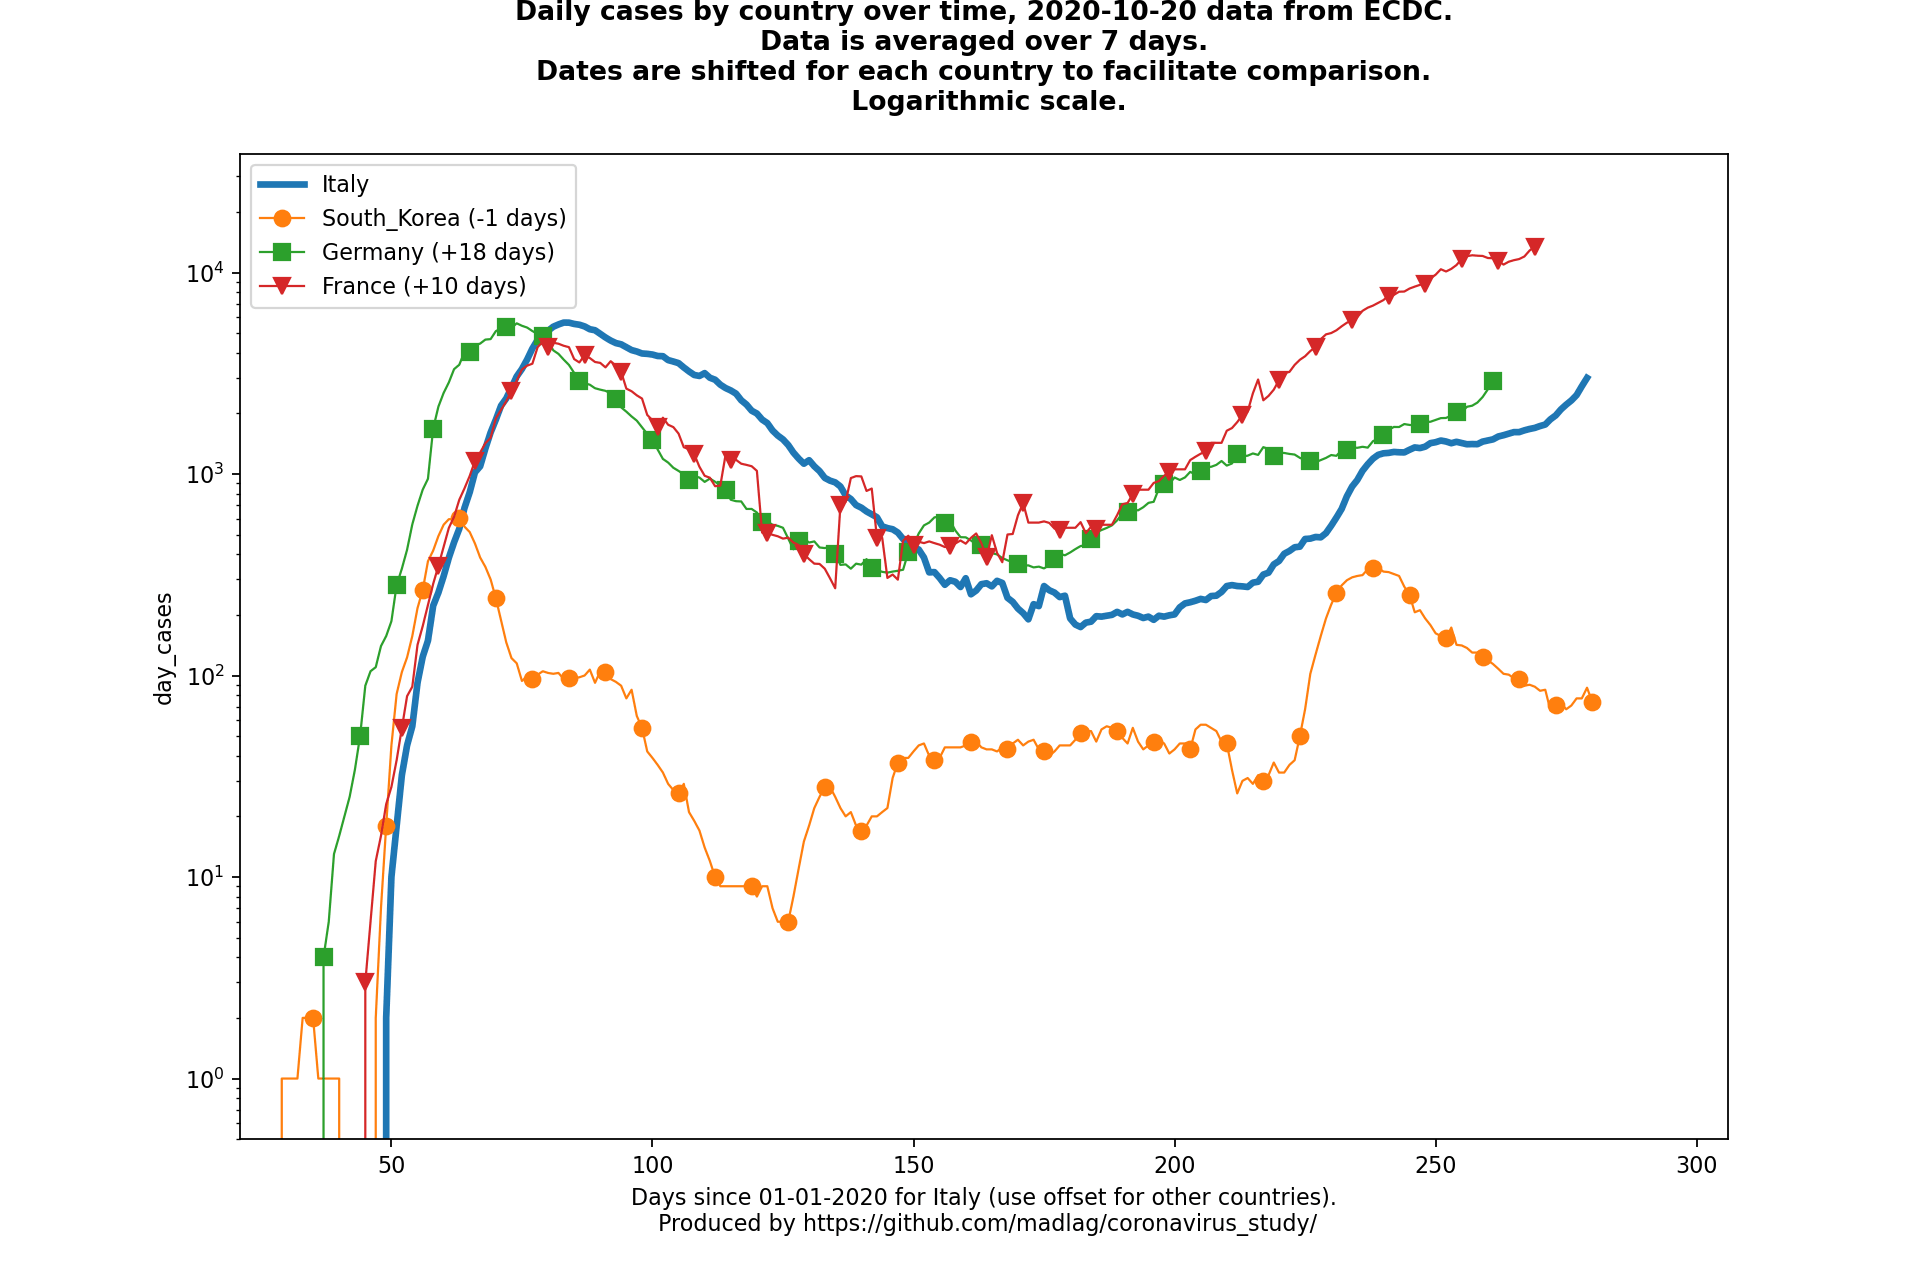 Daily cases by country over time, 2020-10-20 data from ECDC.
Data is averaged over 7 days.
Dates are shifted for each country to facilitate comparison.
Logarithmic scale.
Italy
South_Korea (-1 days)
Germany (+18 days)
France (+10 days)
day_cases
10⁴
10³
10²
10¹
10⁰
50 100 150 200 250 300
Days since 01-01-2020 for Italy (use offset for other countries).
Produced by https://github.com/madlag/coronavirus_study/